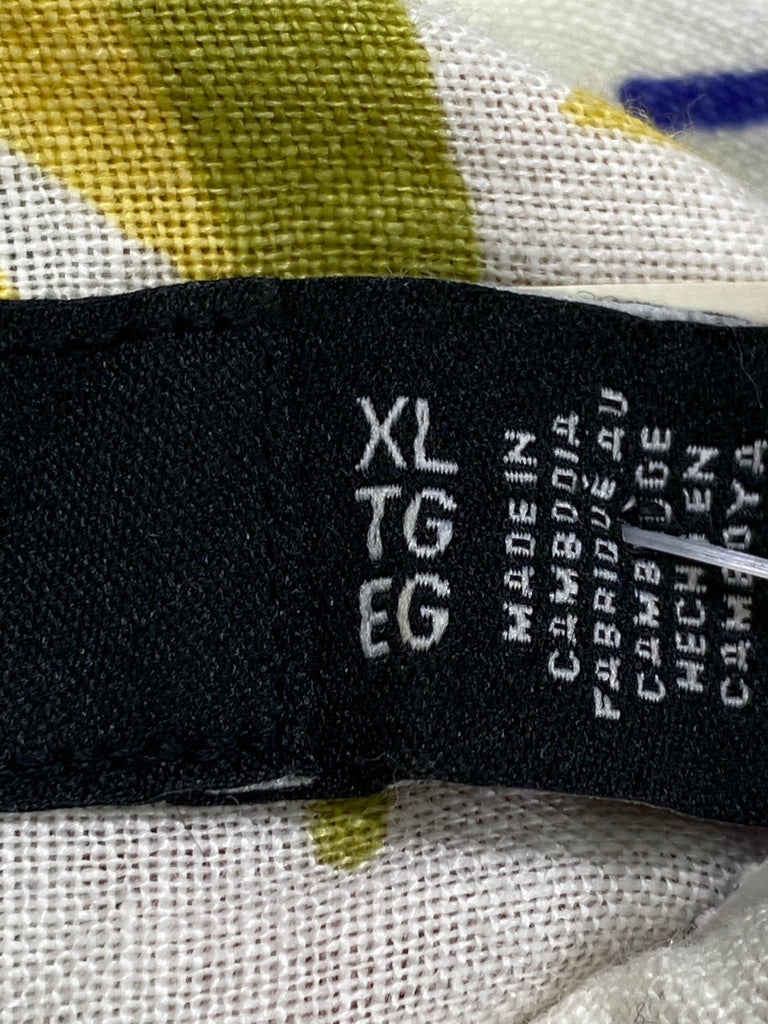 XL
TG
EG
MADE IN
CAMBODIA
FABRIQUÉ AU
CAMBODGE
HECHO EN
CAMBOYA